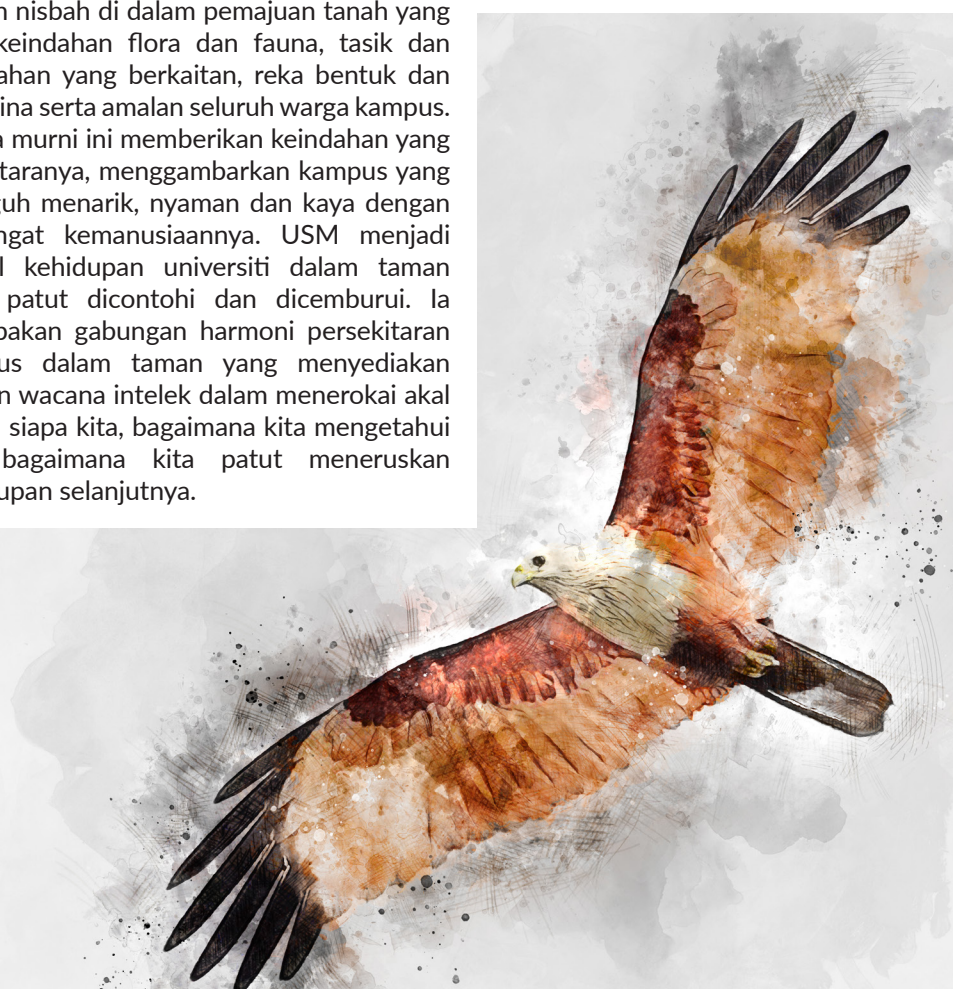 nisbah di dalam pemajuan tanah yang
keindahan flora dan fauna, tasik dan
ahan yang berkaitan, reka bentuk dan
ina serta amalan seluruh warga kampus.
murni ini memberikan keindahan yang
taranya, menggambarkan kampus yang
guh menarik, nyaman dan kaya dengan
ngat kemanusiaannya. USM menjadi
l kehidupan universiti dalam taman
patut dicontohi dan dicemburui. Ia
pakan gabungan harmoni persekitaran
us dalam taman yang menyediakan
n wacana intelek dalam menerokai akal
siapa kita, bagaimana kita mengetahui
bagaimana kita patut meneruskan
upan selanjutnya.